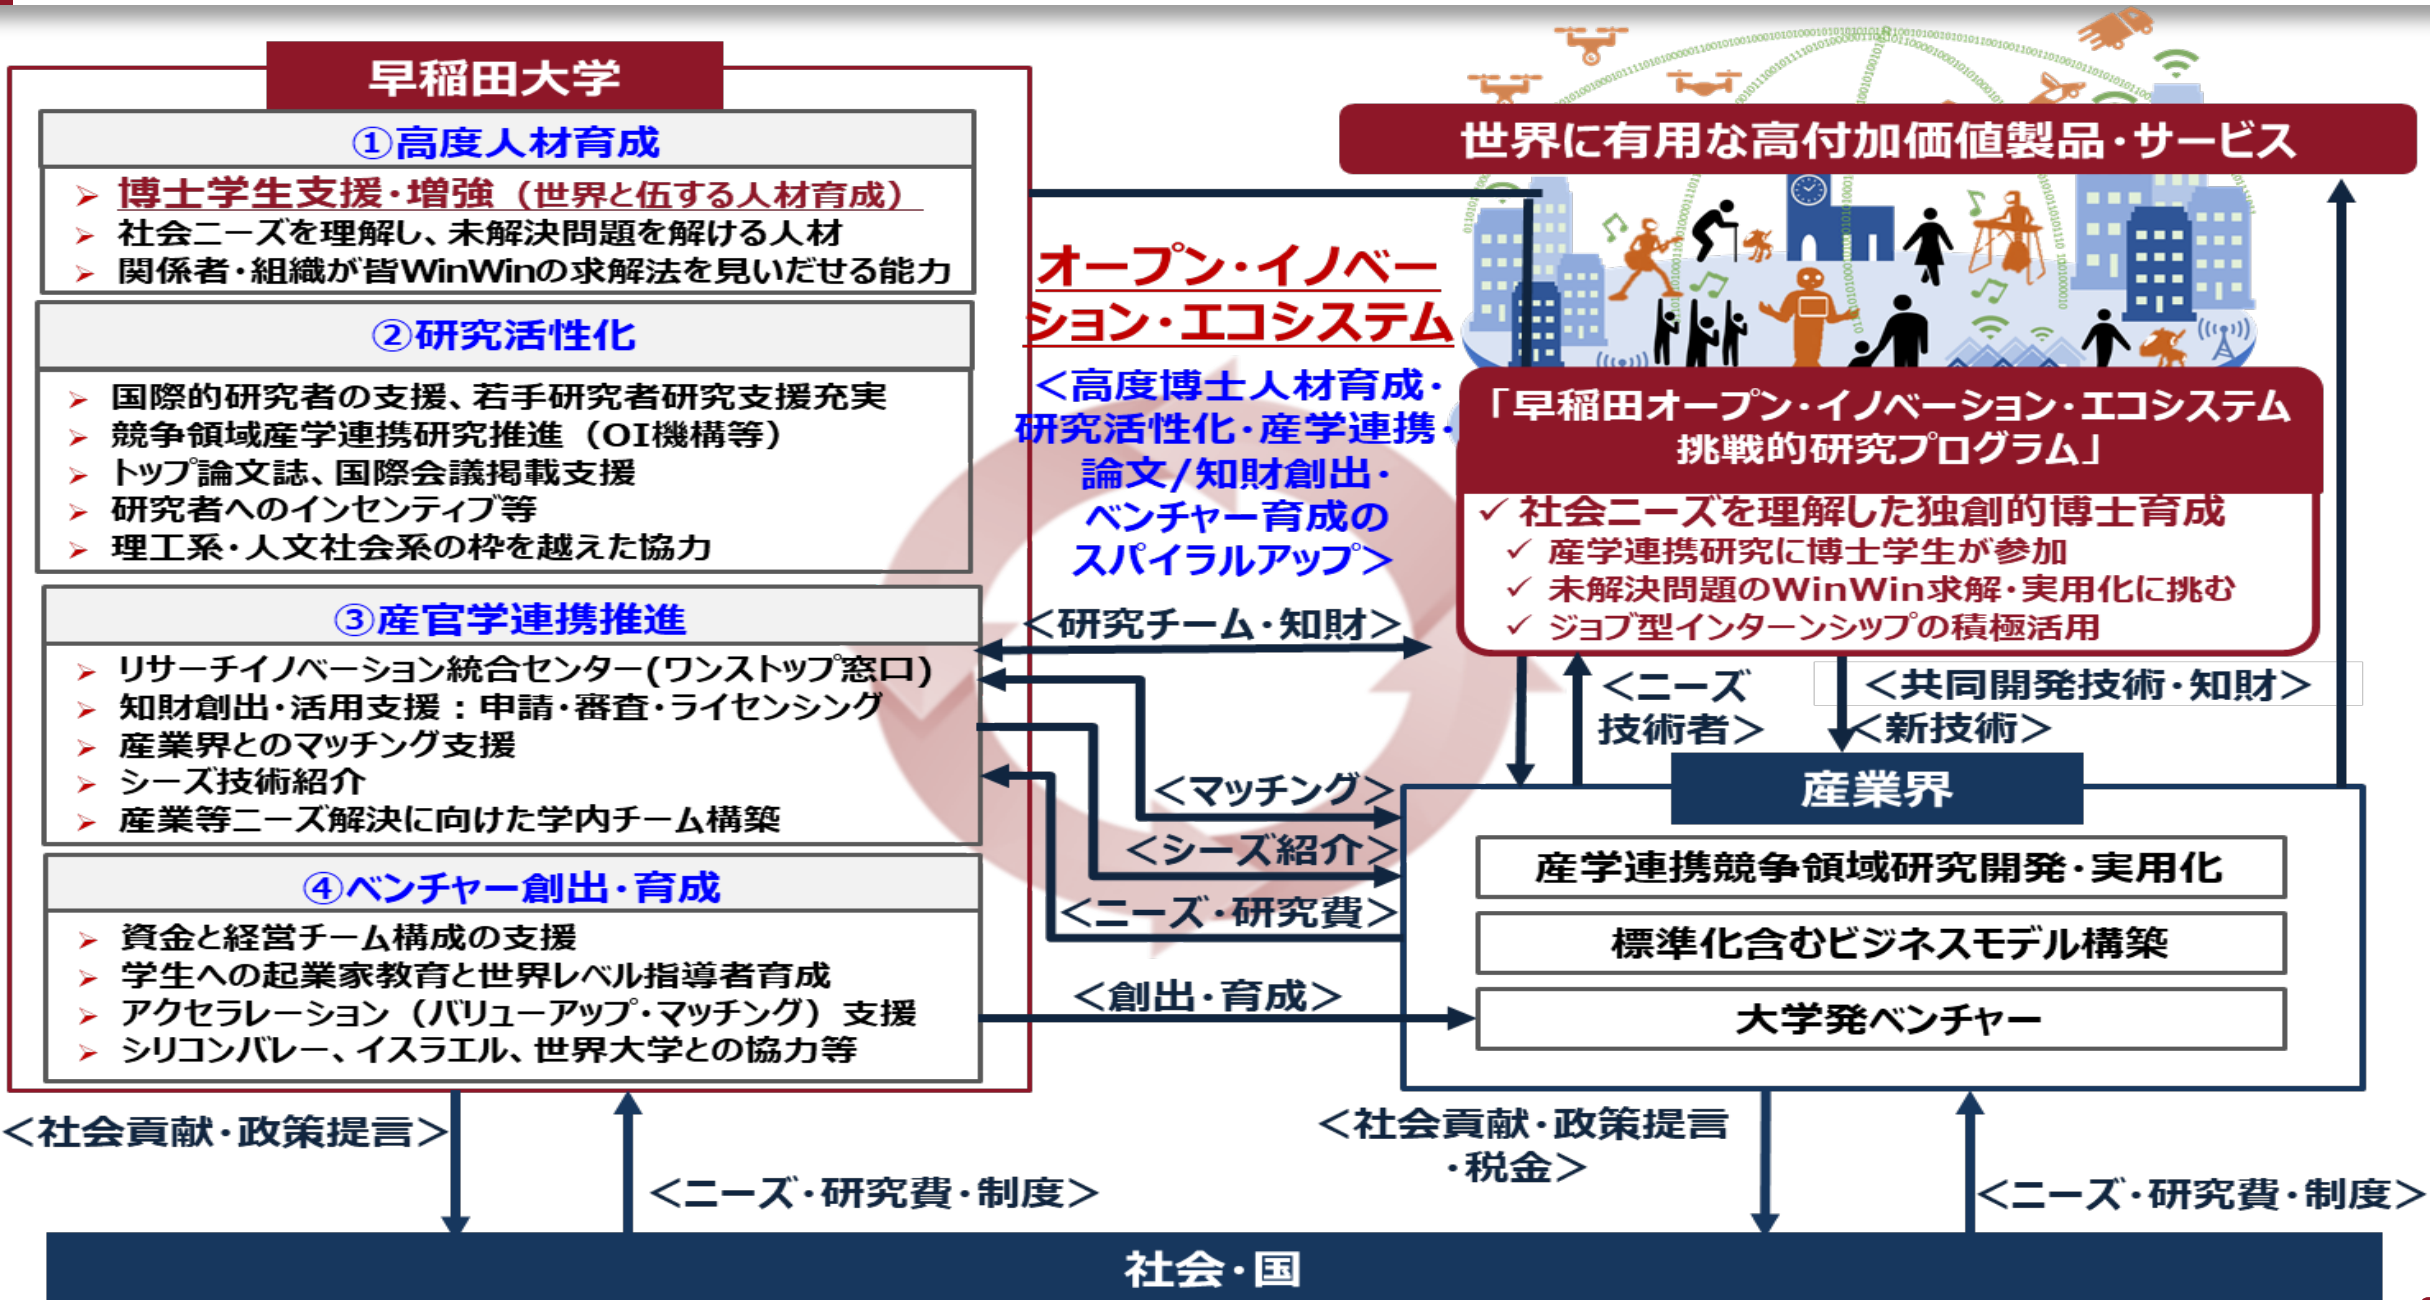 早稲田大学
①高度人材育成
➢ 博士学生支援・増強（世界と伍する人材育成）
➢ 社会ニーズを理解し、未解決問題を解ける人材
➢ 関係者・組織が皆WinWinの求解法を見いだせる能力
②研究活性化
➢ 国際的研究者の支援、若手研究者研究支援充実
➢ 競争領域産学連携研究推進（OI機構等）
➢ トップ論文誌、国際会議掲載支援
➢ 研究者へのインセンティブ等
➢ 理工系・人文社会系の枠を越えた協力
③産官学連携推進
➢ リサーチイノベーション統合センター(ワンストップ窓口)
➢ 知財創出・活用支援：申請・審査・ライセンシング
➢ 産業界とのマッチング支援
➢ シーズ技術紹介
➢ 産業等ニーズ解決に向けた学内チーム構築
④ベンチャー創出・育成
➢ 資金と経営チーム構成の支援
➢ 学生への起業家教育と世界レベル指導者育成
➢ アクセラレーション（バリューアップ・マッチング）支援
➢ シリコンバレー、イスラエル、世界大学との協力等
オープン・イノベー
ション・エコシステム
＜高度博士人材育成・
研究活性化・産学連携・
論文/知財創出・
ベンチャー育成の
スパイラルアップ＞
＜研究チーム・知財＞
＜マッチング＞
＜シーズ紹介＞
＜ニーズ・研究費＞
＜創出・育成＞
世界に有用な高付加価値製品・サービス
「早稲田オープン・イノベーション・エコシステム
挑戦的研究プログラム」
✓ 社会ニーズを理解した独創的博士育成
✓ 産学連携研究に博士学生が参加
✓ 未解決問題のWinWin求解・実用化に挑む
✓ ジョブ型インターンシップの積極活用
＜ニーズ
技術者＞
＜共同開発技術・知財＞
＜新技術＞
産業界
産学連携競争領域研究開発・実用化
標準化含むビジネスモデル構築
大学発ベンチャー
＜社会貢献・政策提言＞
＜ニーズ・研究費・制度＞
＜社会貢献・政策提言
・税金＞
＜ニーズ・研究費・制度＞
社会・国